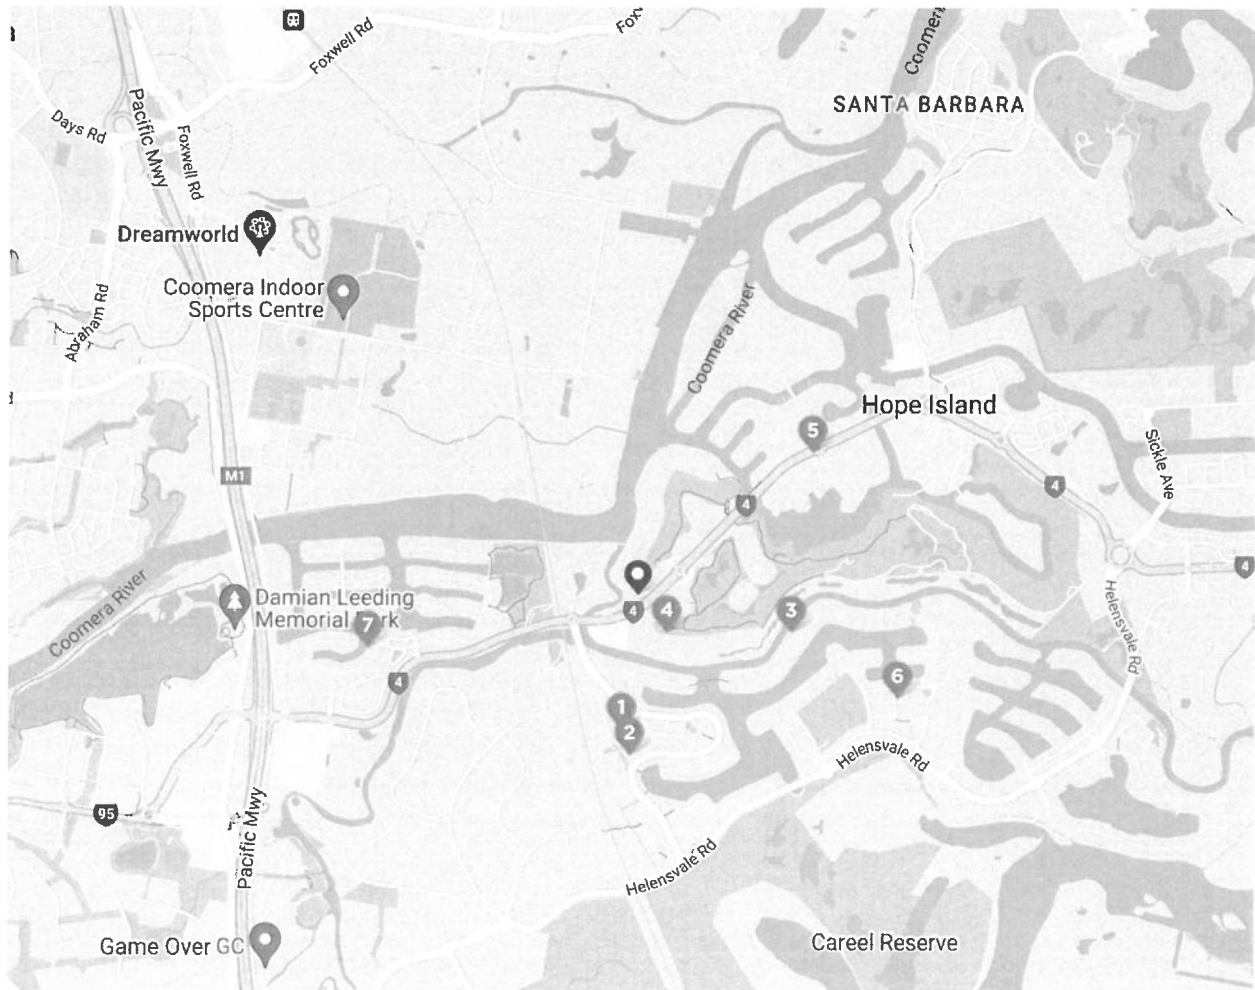 Foxwell Rd
Coomera
SANTA BARBARA
Days Rd
Pacific Mwy
Foxwell Rd
Dreamworld
Coomera Indoor
Sports Centre
Abraham Rd
Coomera River
Hope Island
5
Sickle Ave
M1
4
4
4
Coomera River
Damian Leeding
Memorial
7
4
4
3
Helensvale Rd
4
6
1
2
Helensvale Rd
95
Pacific Mwy
Helensvale Rd
Game Over GC
Careel Reserve